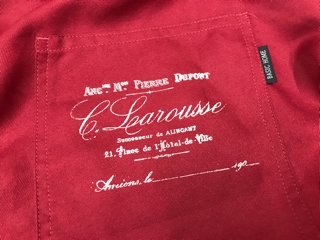 Anc.ne M.on Pierre Dupont
C. Larousse
Successeur de ALINCANT
21, Place de l'Hôtel-de-Ville
Amiens, le 190
BASIC HOME